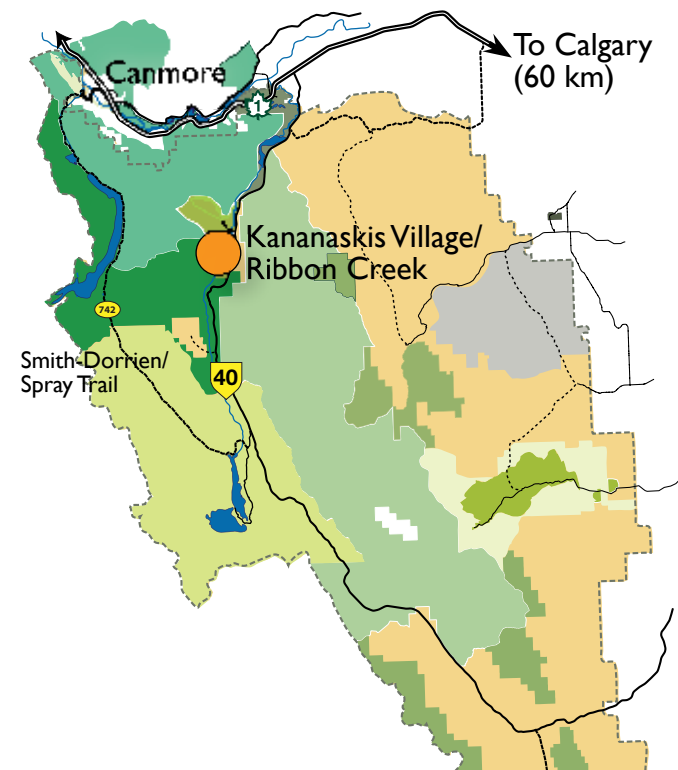 To Calgary
(60 km)
Canmore
1
Kananaskis Village/
Ribbon Creek
742
Smith-Dorrien/
Spray Trail
40